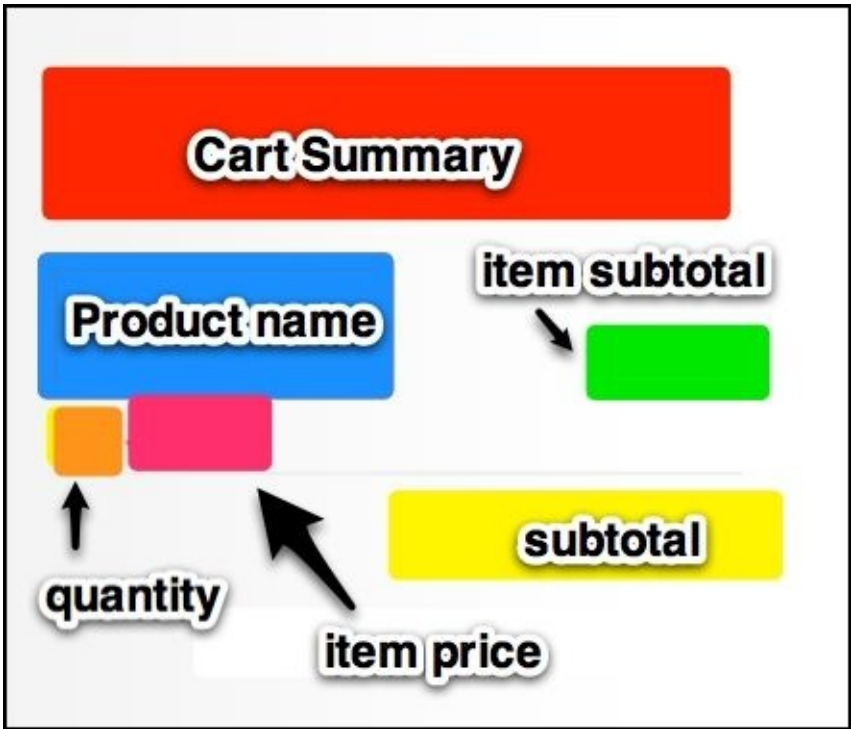 Cart Summary
item subtotal
Product name
subtotal
quantity
item price